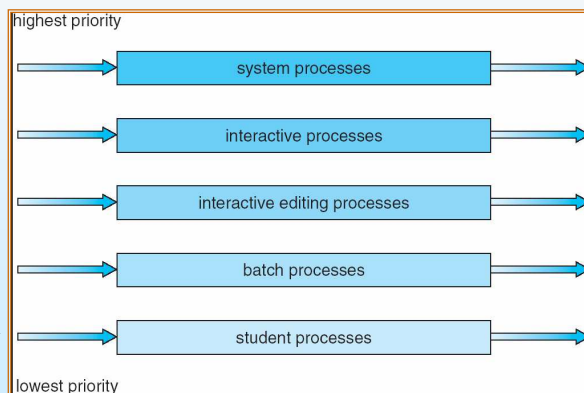 highest priority
system processes
interactive processes
interactive editing processes
batch processes
student processes
lowest priority